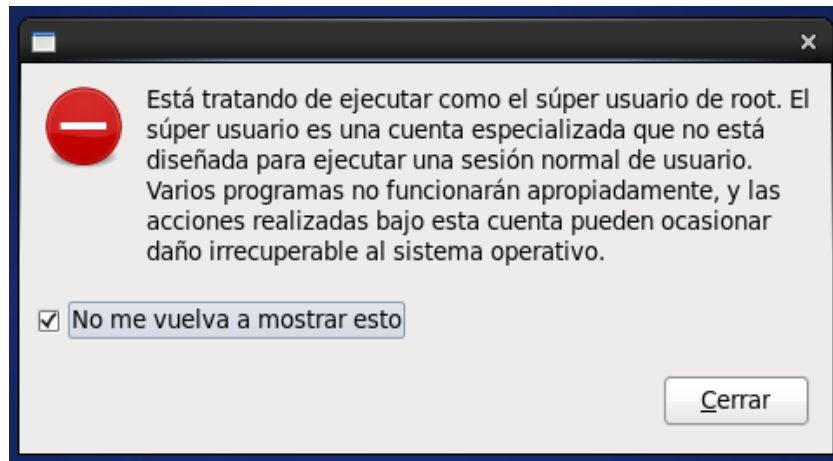 Está tratando de ejecutar como el súper usuario de root. El
súper usuario es una cuenta especializada que no está
diseñada para ejecutar una sesión normal de usuario.
Varios programas no funcionarán apropiadamente, y las
acciones realizadas bajo esta cuenta pueden ocasionar
daño irrecuperable al sistema operativo.
No me vuelva a mostrar esto
Cerrar